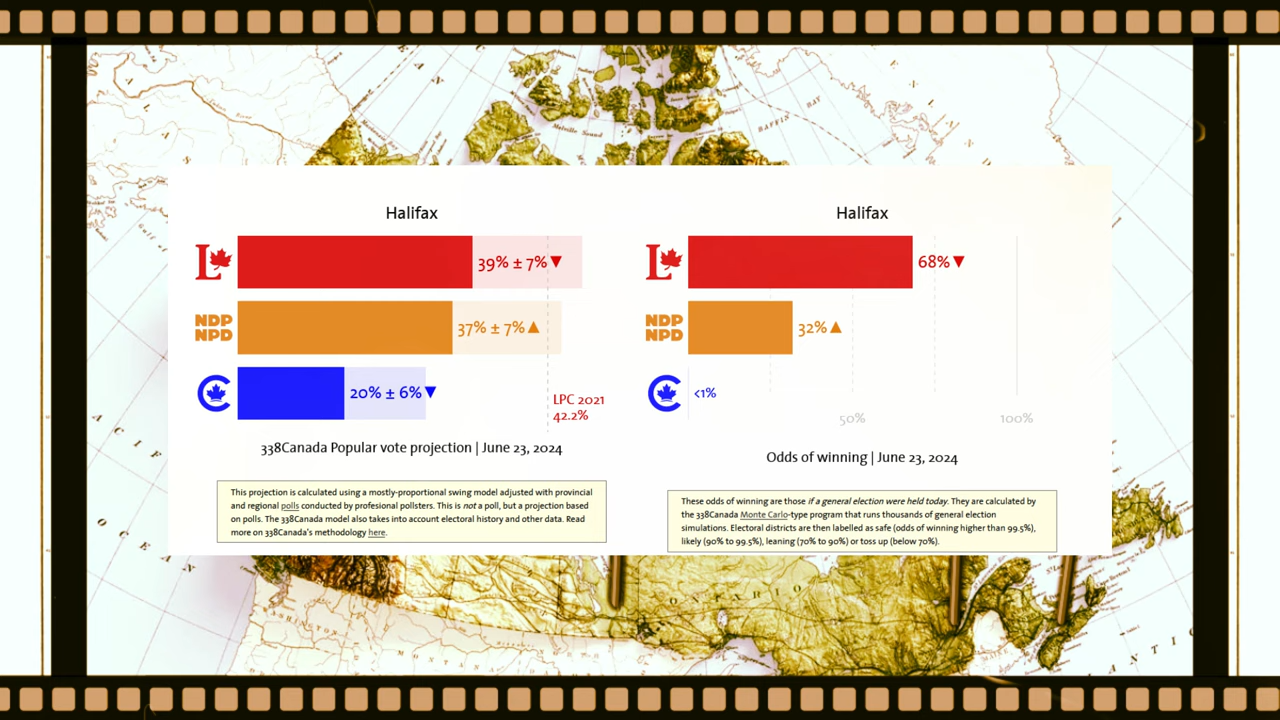 Melville Sound
BAFFIN
BAY
Halifax
L
39% ± 7%▼
NDP
NPD
37% ± 7%▲
C
20% ± 6%▼
LPC 2021
42.2%
338Canada Popular vote projection | June 23, 2024
This projection is calculated using a mostly-proportional swing model adjusted with provincial
and regional polls conducted by profesional pollsters. This is not a poll, but a projection based
on polls. The 338Canada model also takes into account electoral history and other data. Read
more on 338Canada's methodology here.
Halifax
L
68%▼
NDP
NPD
32%▲
C
<1%
50%
100%
Odds of winning | June 23, 2024
These odds of winning are those if a general election were held today. They are calculated by
the 338Canada Monte Carlo-type program that runs thousands of general election
simulations. Electoral districts are then labelled as safe (odds of winning higher than 99.5%),
likely (90% to 99.5%), leaning (70% to 90%) or toss up (below 70%).
ONTARIO
MONTANA
OCEAN